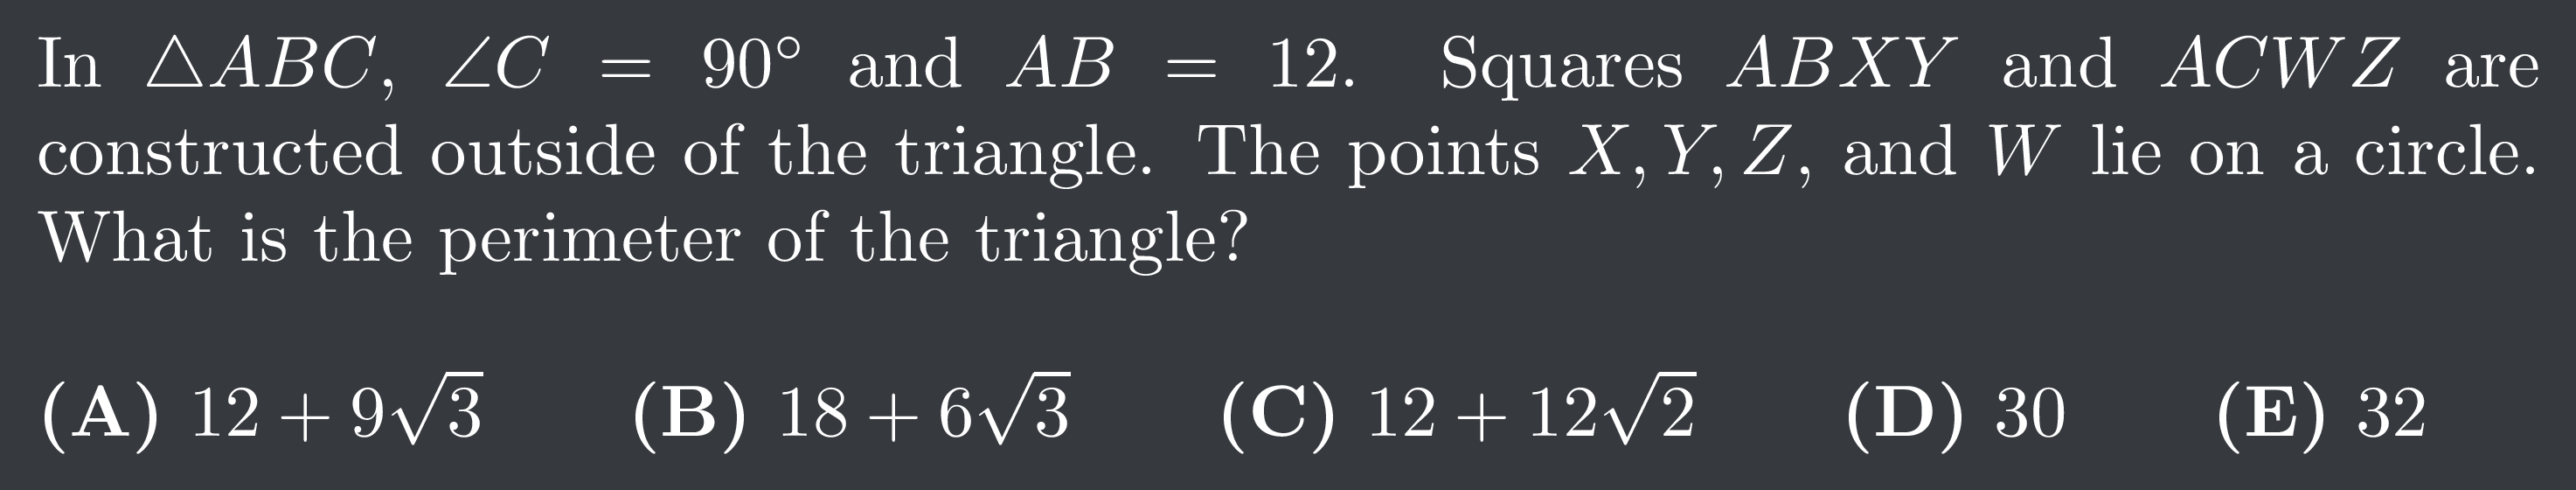 In △ABC, ∠C = 90° and AB = 12. Squares ABXY and ACWZ are
constructed outside of the triangle. The points X, Y, Z, and W lie on a circle.
What is the perimeter of the triangle?
(A) 12 + 9√3 (B) 18 + 6√3 (C) 12 + 12√2 (D) 30 (E) 32